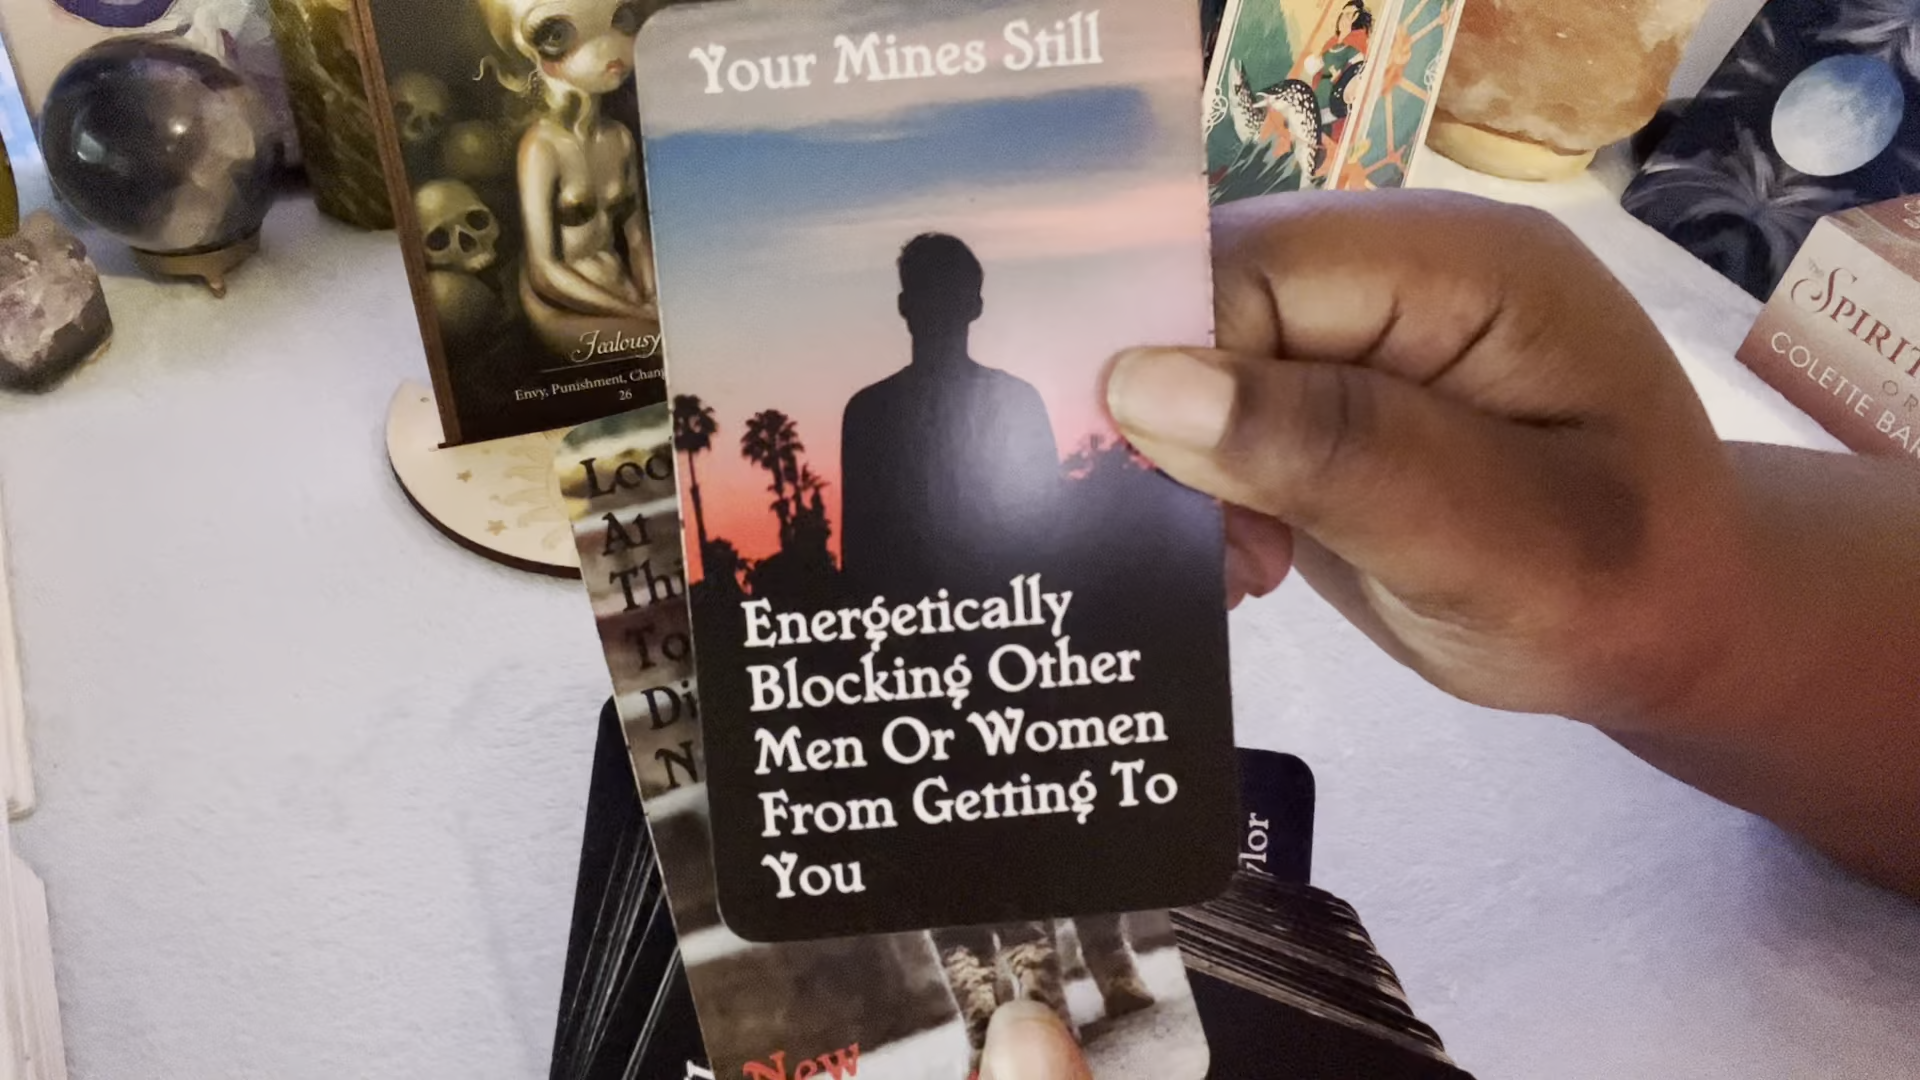 Your Mines Still
Energetically
Blocking Other
Men Or Women
From Getting To
You
Jealousy
Envy, Punishment,
26
At
New
SPIRIT
COLETTE